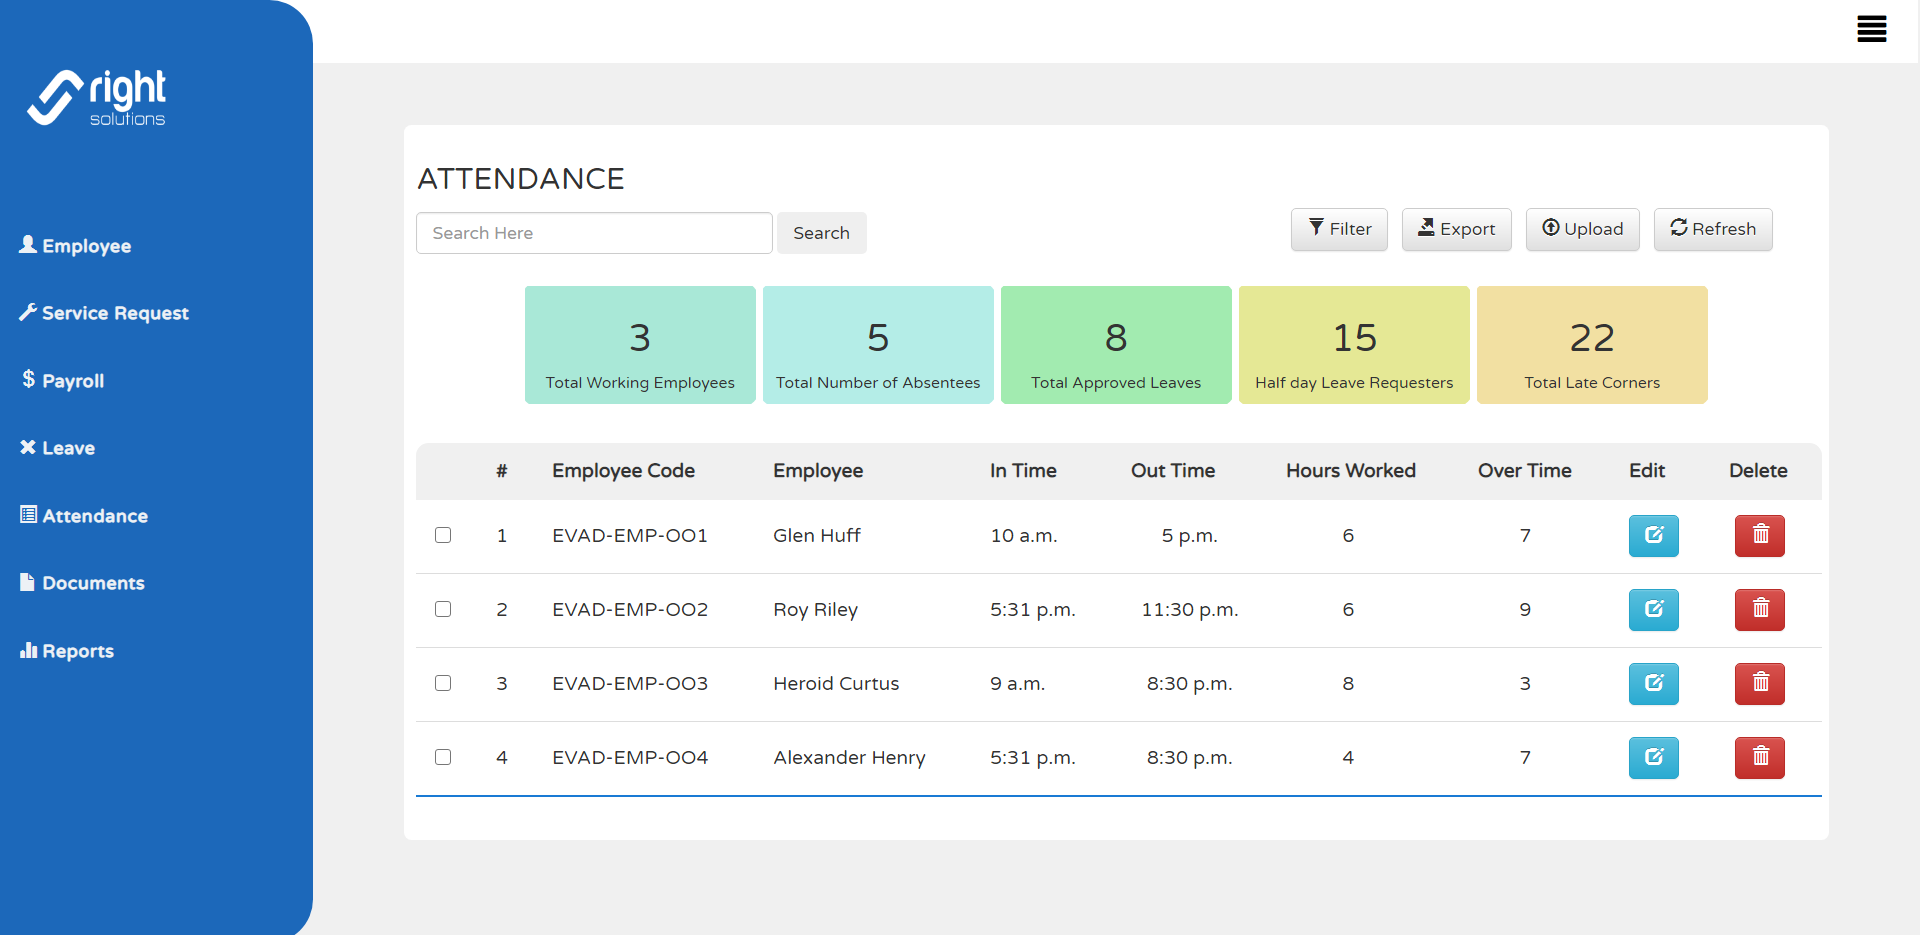 right
solutions
Employee
Service Request
Payroll
Leave
Attendance
Documents
Reports
ATTENDANCE
Search Here Search Filter Export Upload Refresh
3 5 8 15 22
Total Working Employees Total Number of Absentees Total Approved Leaves Half day Leave Requesters Total Late Corners
# Employee Code Employee In Time Out Time Hours Worked Over Time Edit Delete
1 EVAD-EMP-OO1 Glen Huff 10 a.m. 5 p.m. 6 7
2 EVAD-EMP-OO2 Roy Riley 5:31 p.m. 11:30 p.m. 6 9
3 EVAD-EMP-OO3 Heroid Curtus 9 a.m. 8:30 p.m. 8 3
4 EVAD-EMP-OO4 Alexander Henry 5:31 p.m. 8:30 p.m. 4 7